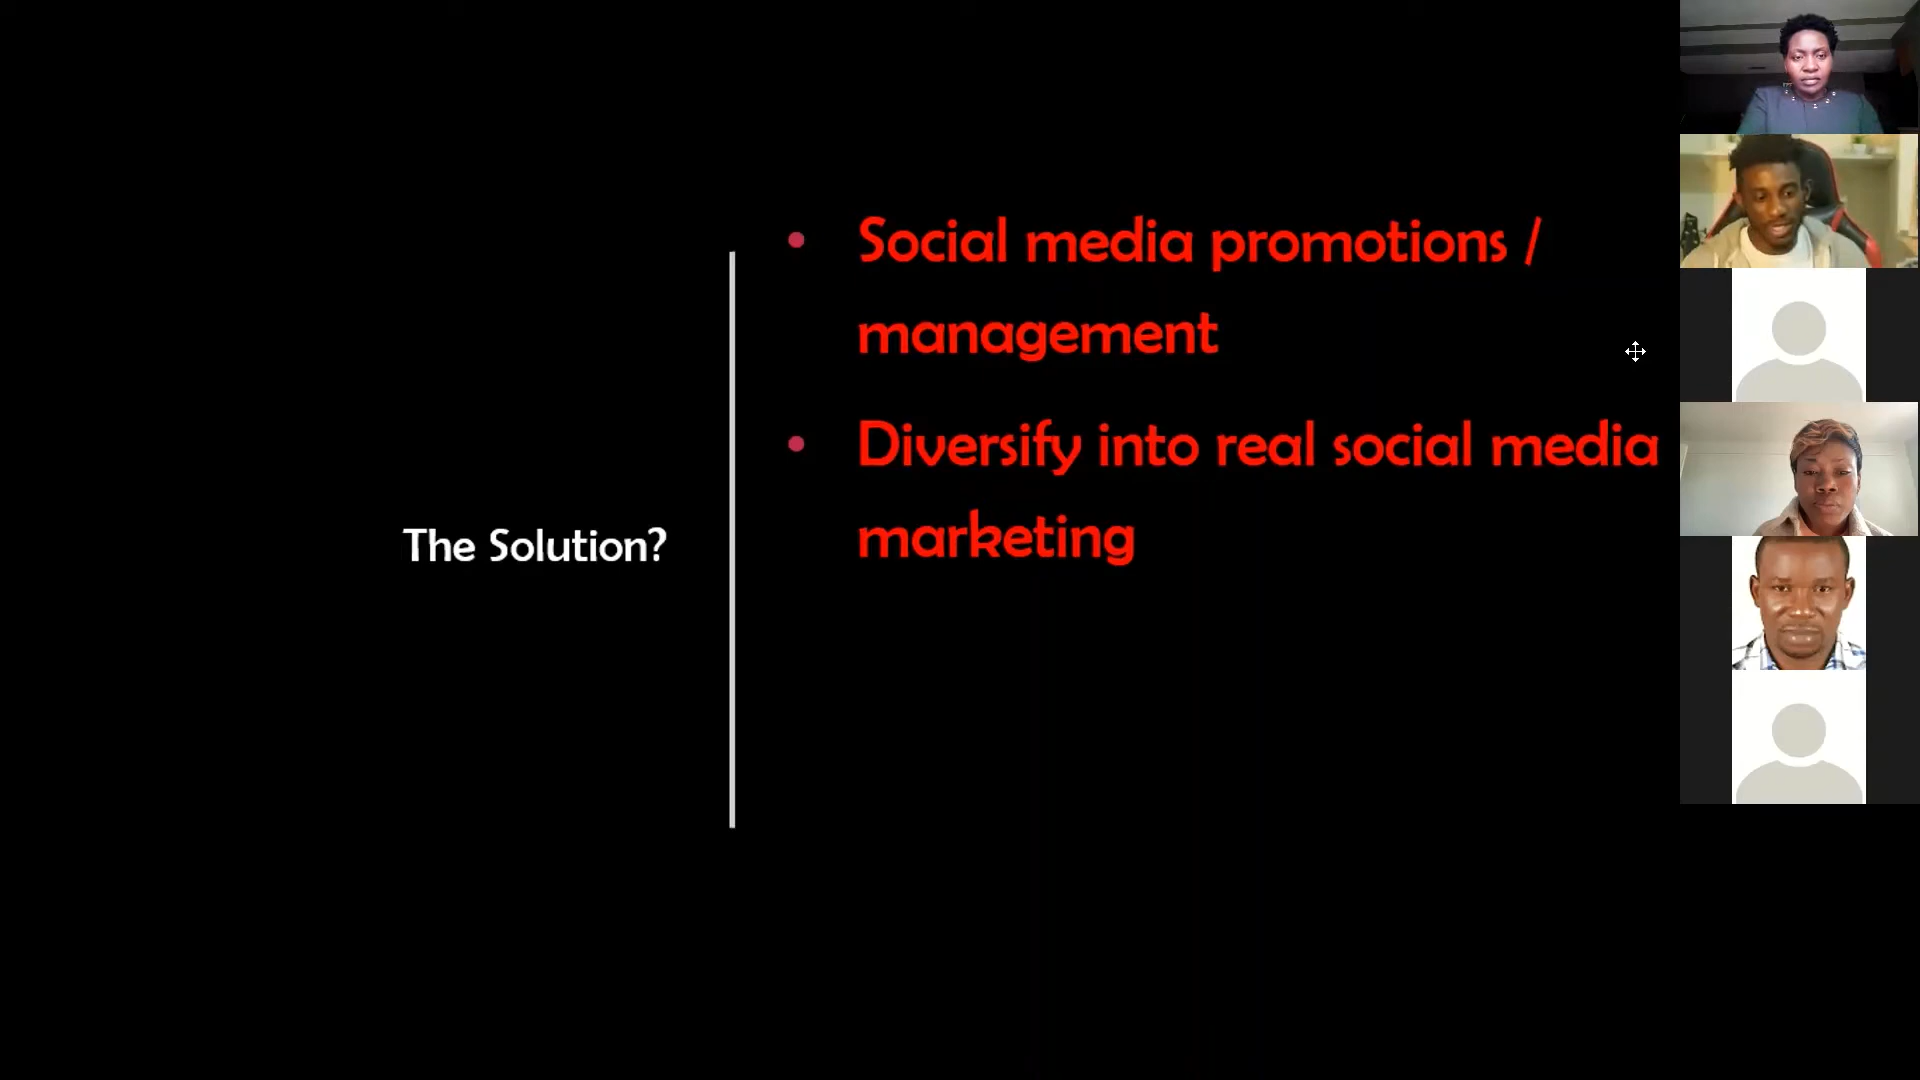 The Solution?
• Social media promotions /
management
• Diversify into real social media
marketing